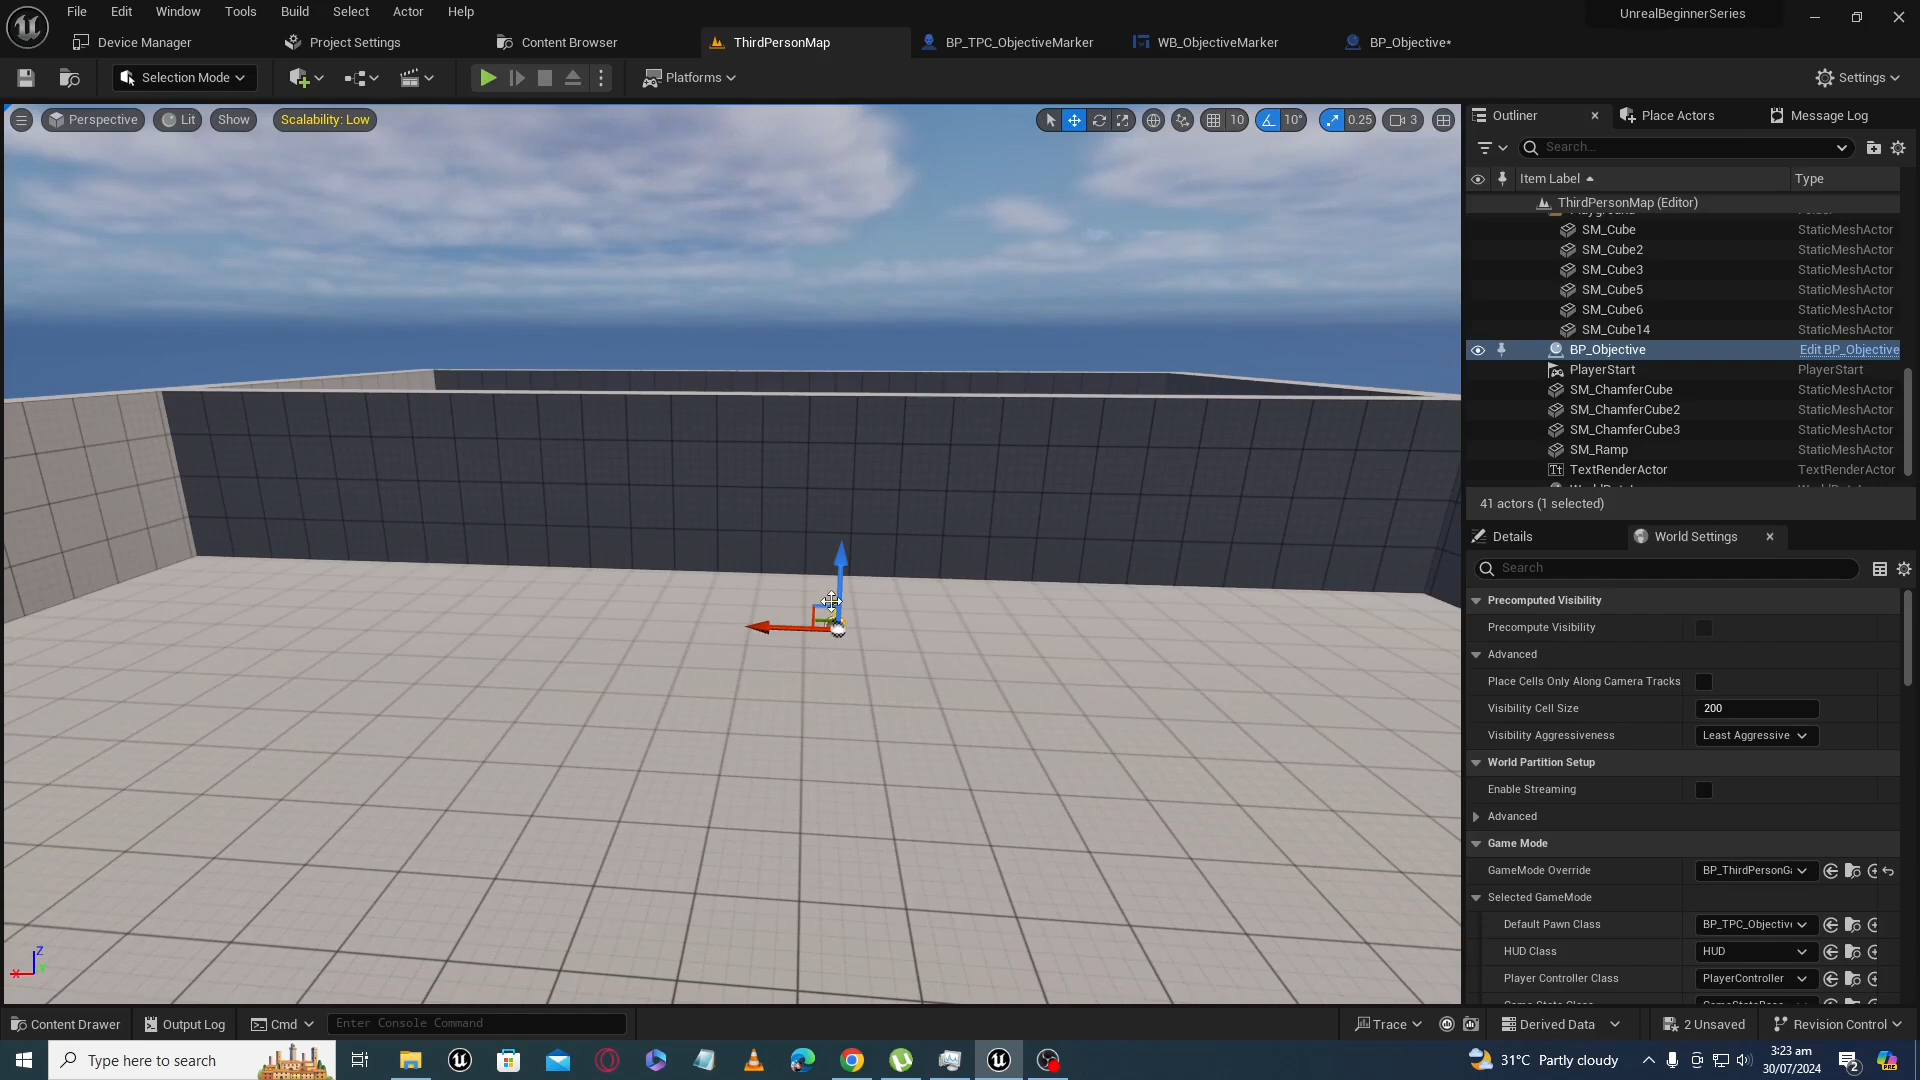 File Edit Window Tools Build Select Actor Help
UnrealBeginnerSeries
Device Manager Project Settings Content Browser ThirdPersonMap BP_TPC_ObjectiveMarker WB_ObjectiveMarker BP_Objective*
Selection Mode Platforms Settings
Perspective Lit Show Scalability: Low 10 10° 0.25 3
Outliner Place Actors Message Log
Search...
Item Label Type
ThirdPersonMap (Editor)
SM_Cube StaticMeshActor
SM_Cube2 StaticMeshActor
SM_Cube3 StaticMeshActor
SM_Cube5 StaticMeshActor
SM_Cube6 StaticMeshActor
SM_Cube14 StaticMeshActor
BP_Objective Edit BP_Objective
PlayerStart PlayerStart
SM_ChamferCube StaticMeshActor
SM_ChamferCube2 StaticMeshActor
SM_ChamferCube3 StaticMeshActor
SM_Ramp StaticMeshActor
TextRenderActor TextRenderActor
41 actors (1 selected)
Details World Settings
Search
Precomputed Visibility
Precompute Visibility
Advanced
Place Cells Only Along Camera Tracks
Visibility Cell Size 200
Visibility Aggressiveness Least Aggressive
World Partition Setup
Enable Streaming
Advanced
Game Mode
GameMode Override BP_ThirdPersonGa
Selected GameMode
Default Pawn Class BP_TPC_Objectiv
HUD Class HUD
Player Controller Class PlayerController
Z
X
Y
Content Drawer Output Log Cmd Enter Console Command Trace Derived Data 2 Unsaved Revision Control
Type here to search 31°C Partly cloudy 3:23 am
30/07/2024
2
PRE